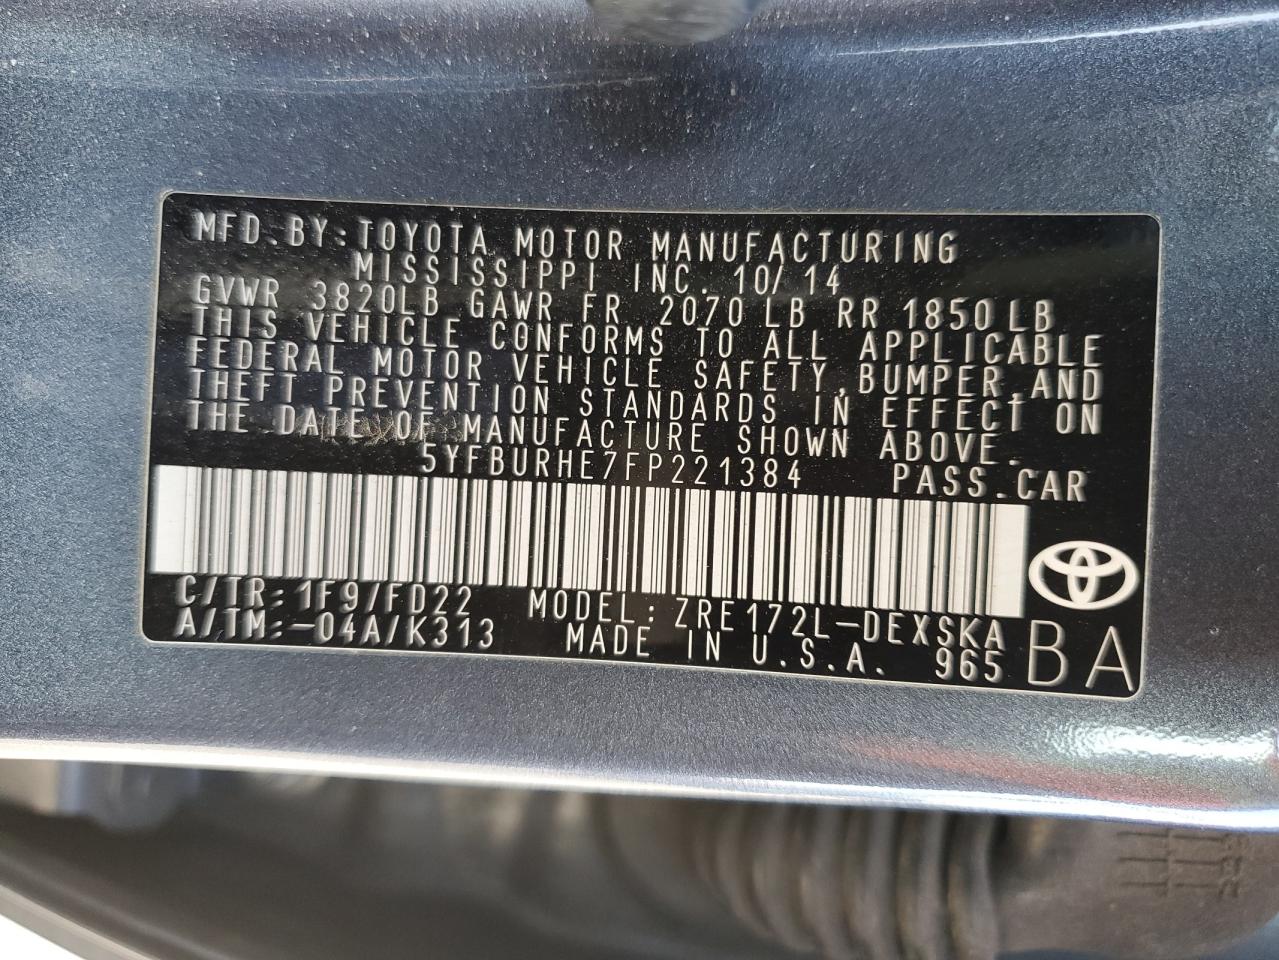 MFD.BY:TOYOTA MOTOR MANUFACTURING
MISSISSIPPI INC. 10/14
GVWR 3820LB GAWR FR 2070 LB RR 1850LB
THIS VEHICLE CONFORMS TO ALL APPLICABLE
FEDERAL MOTOR VEHICLE SAFETY,BUMPER,AND
THEFT PREVENTION STANDARDS IN EFFECT ON
THE DATE OF MANUFACTURE SHOWN ABOVE.
5YFBURHE7FP221384 PASS.CAR
C/TR: 1F9/FD22 MODEL: ZRE172L-DEXSKA
A/TM:-04A/K313 MADE IN U.S.A. 965 BA